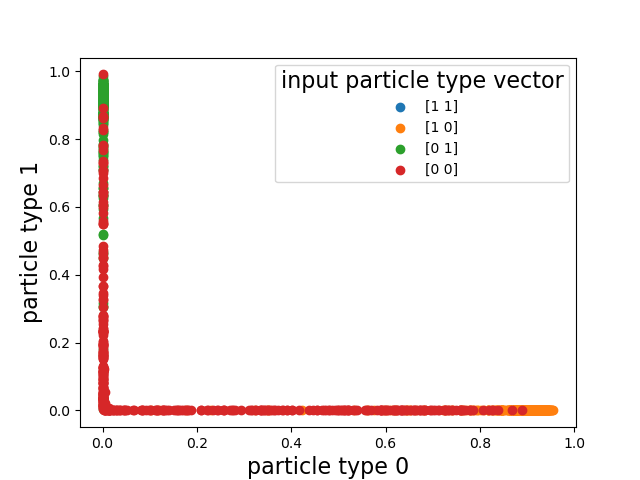 input particle type vector
[1 1]
[1 0]
[0 1]
[0 0]
particle type 1
1.0
0.8
0.6
0.4
0.2
0.0
0.0 0.2 0.4 0.6 0.8 1.0
particle type 0